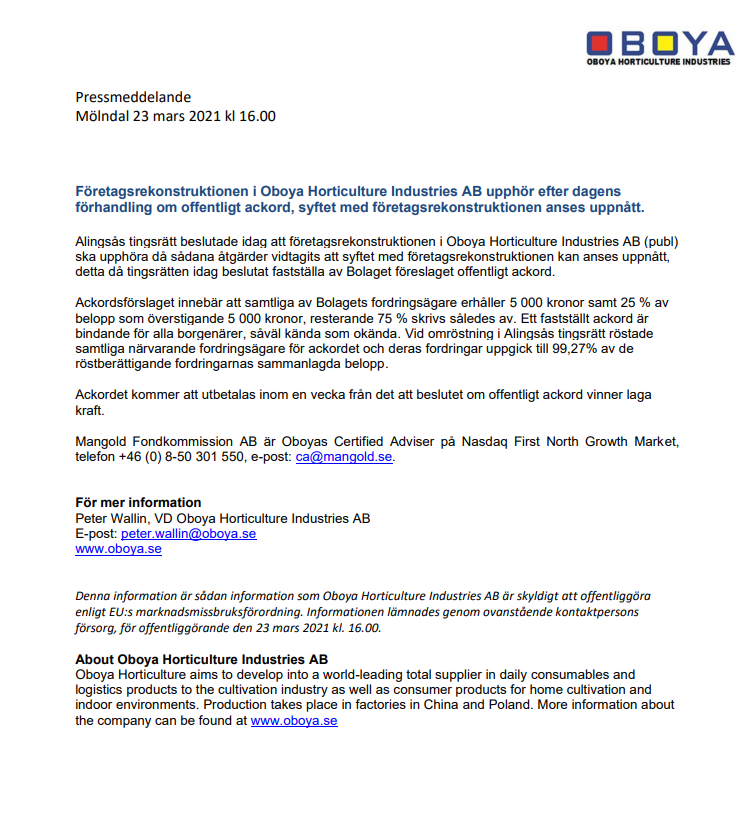 OBOYA
OBOYA HORTICULTURE INDUSTRIES
Pressmeddelande
Mölndal 23 mars 2021 kl 16.00
Företagsrekonstruktionen i Oboya Horticulture Industries AB upphör efter dagens
förhandling om offentligt ackord, syftet med företagsrekonstruktionen anses uppnått.
Alingsås tingsrätt beslutade idag att företagsrekonstruktionen i Oboya Horticulture Industries AB (publ)
ska upphöra då sådana åtgärder vidtagits att syftet med företagsrekonstruktionen kan anses uppnått,
detta då tingsrätten idag beslutat fastställa av Bolaget föreslaget offentligt ackord.
Ackordsförslaget innebär att samtliga av Bolagets fordringsägare erhåller 5 000 kronor samt 25 % av
belopp som överstigande 5 000 kronor, resterande 75 % skrivs således av. Ett fastställt ackord är
bindande för alla borgenärer, såväl kända som okända. Vid omröstning i Alingsås tingsrätt röstade
samtliga närvarande fordringsägare för ackordet och deras fordringar uppgick till 99,27% av de
röstberättigande fordringarnas sammanlagda belopp.
Ackordet kommer att utbetalas inom en vecka från det att beslutet om offentligt ackord vinner laga
kraft.
Mangold Fondkommission AB är Oboyas Certified Adviser på Nasdaq First North Growth Market,
telefon +46 (0) 8-50 301 550, e-post: ca@mangold.se.
För mer information
Peter Wallin, VD Oboya Horticulture Industries AB
E-post: peter.wallin@oboya.se
www.oboya.se
Denna information är sådan information som Oboya Horticulture Industries AB är skyldigt att offentliggöra
enligt EU:s marknadsmissbruksförordning. Informationen lämnades genom ovanstående kontaktpersons
försorg, för offentliggörande den 23 mars 2021 kl. 16.00.
About Oboya Horticulture Industries AB
Oboya Horticulture aims to develop into a world-leading total supplier in daily consumables and
logistics products to the cultivation industry as well as consumer products for home cultivation and
indoor environments. Production takes place in factories in China and Poland. More information about
the company can be found at www.oboya.se